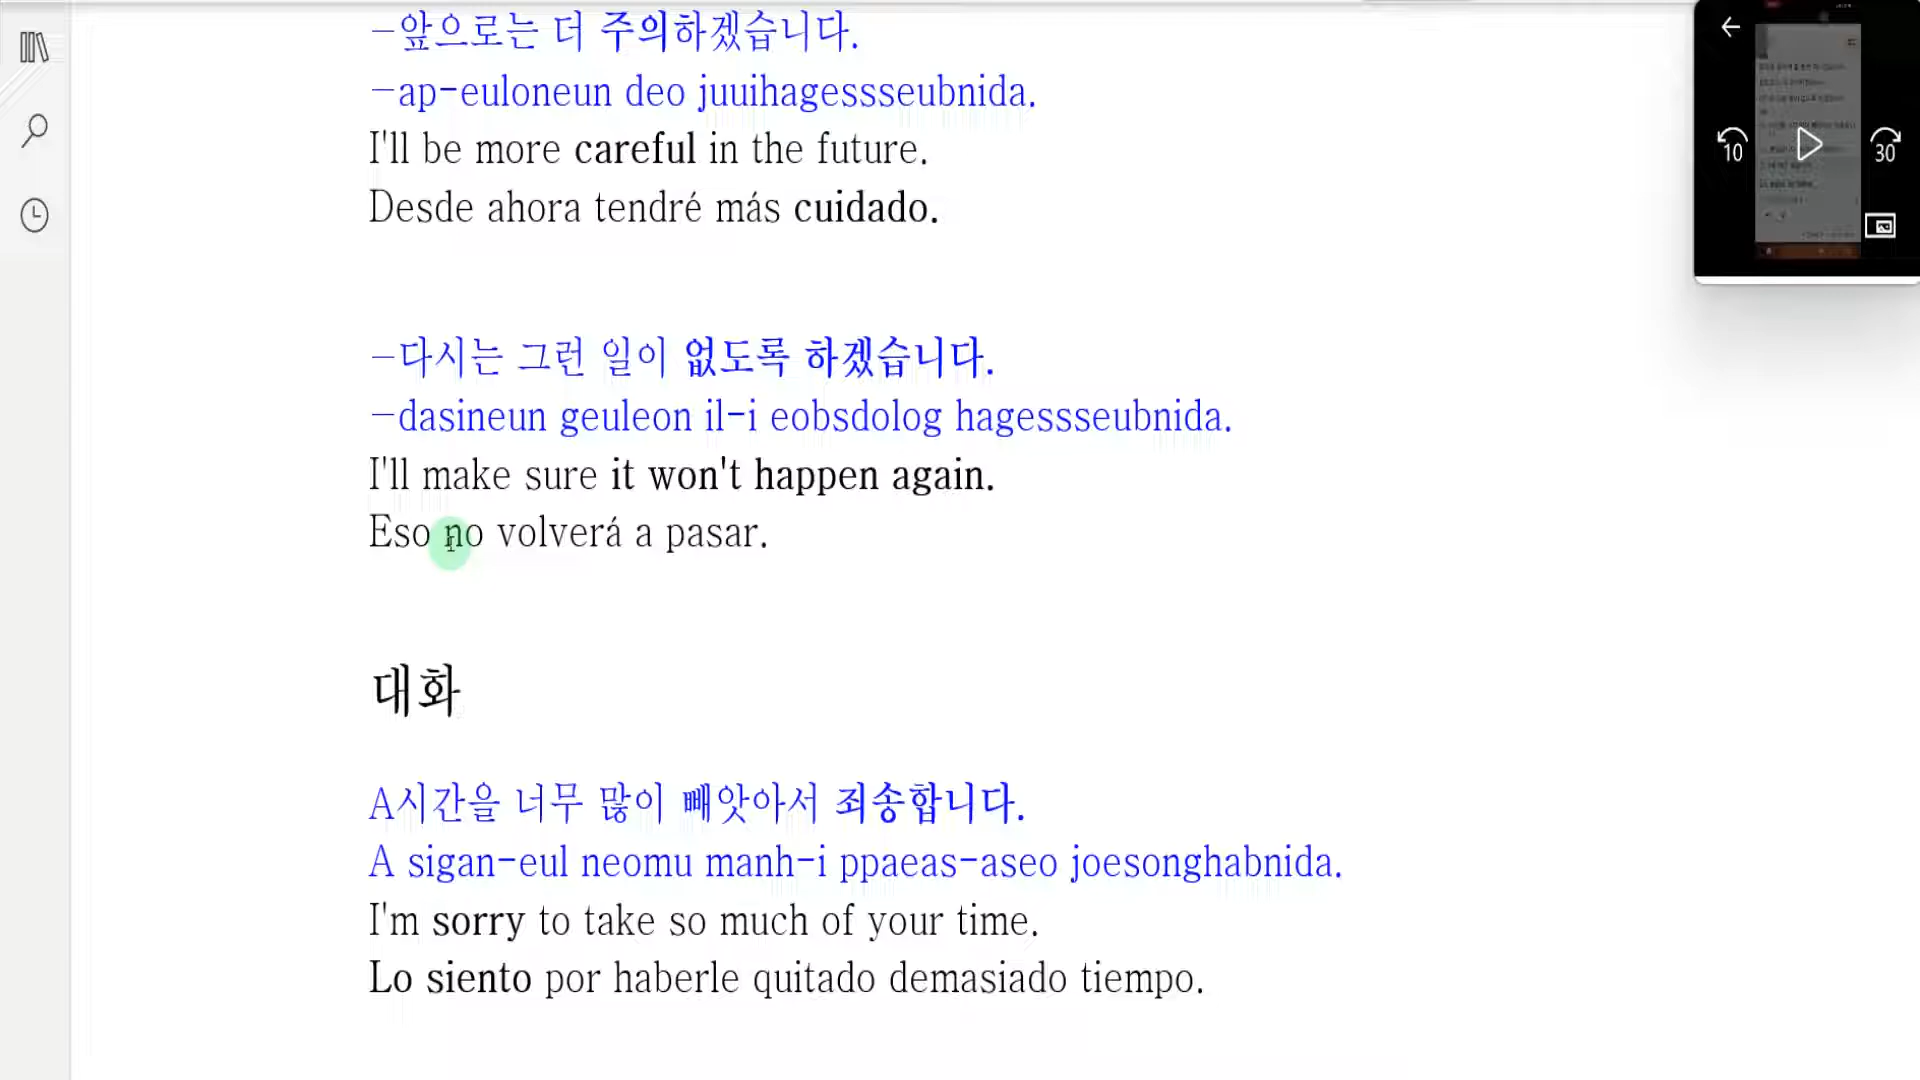 -앞으로는 더 주의하겠습니다.
-ap-euloneun deo juuihagessseubnida.
I'll be more careful in the future.
Desde ahora tendré más cuidado.
-다시는 그런 일이 없도록 하겠습니다.
-dasineun geuleon il-i eobsdolog hagessseubnida.
I'll make sure it won't happen again.
Eso no volverá a pasar.
대화
A시간을 너무 많이 빼앗아서 죄송합니다.
A sigan-eul neomu manh-i ppaeas-aseo joesonghabnida.
I'm sorry to take so much of your time.
Lo siento por haberle quitado demasiado tiempo.
10
30